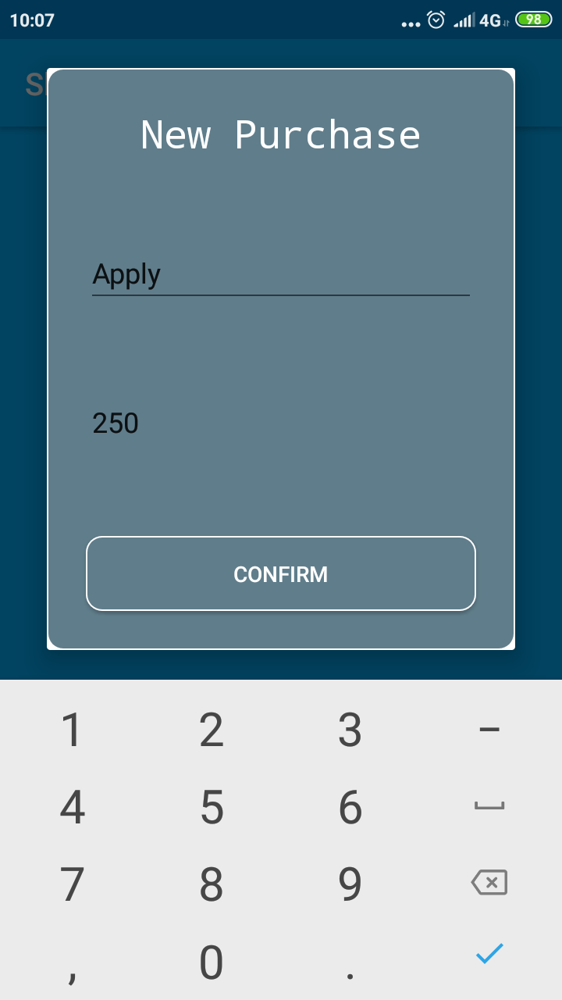 10:07 4G 98
New Purchase
Apply
250
CONFIRM
1 2 3 –
4 5 6
7 8 9
, 0 .